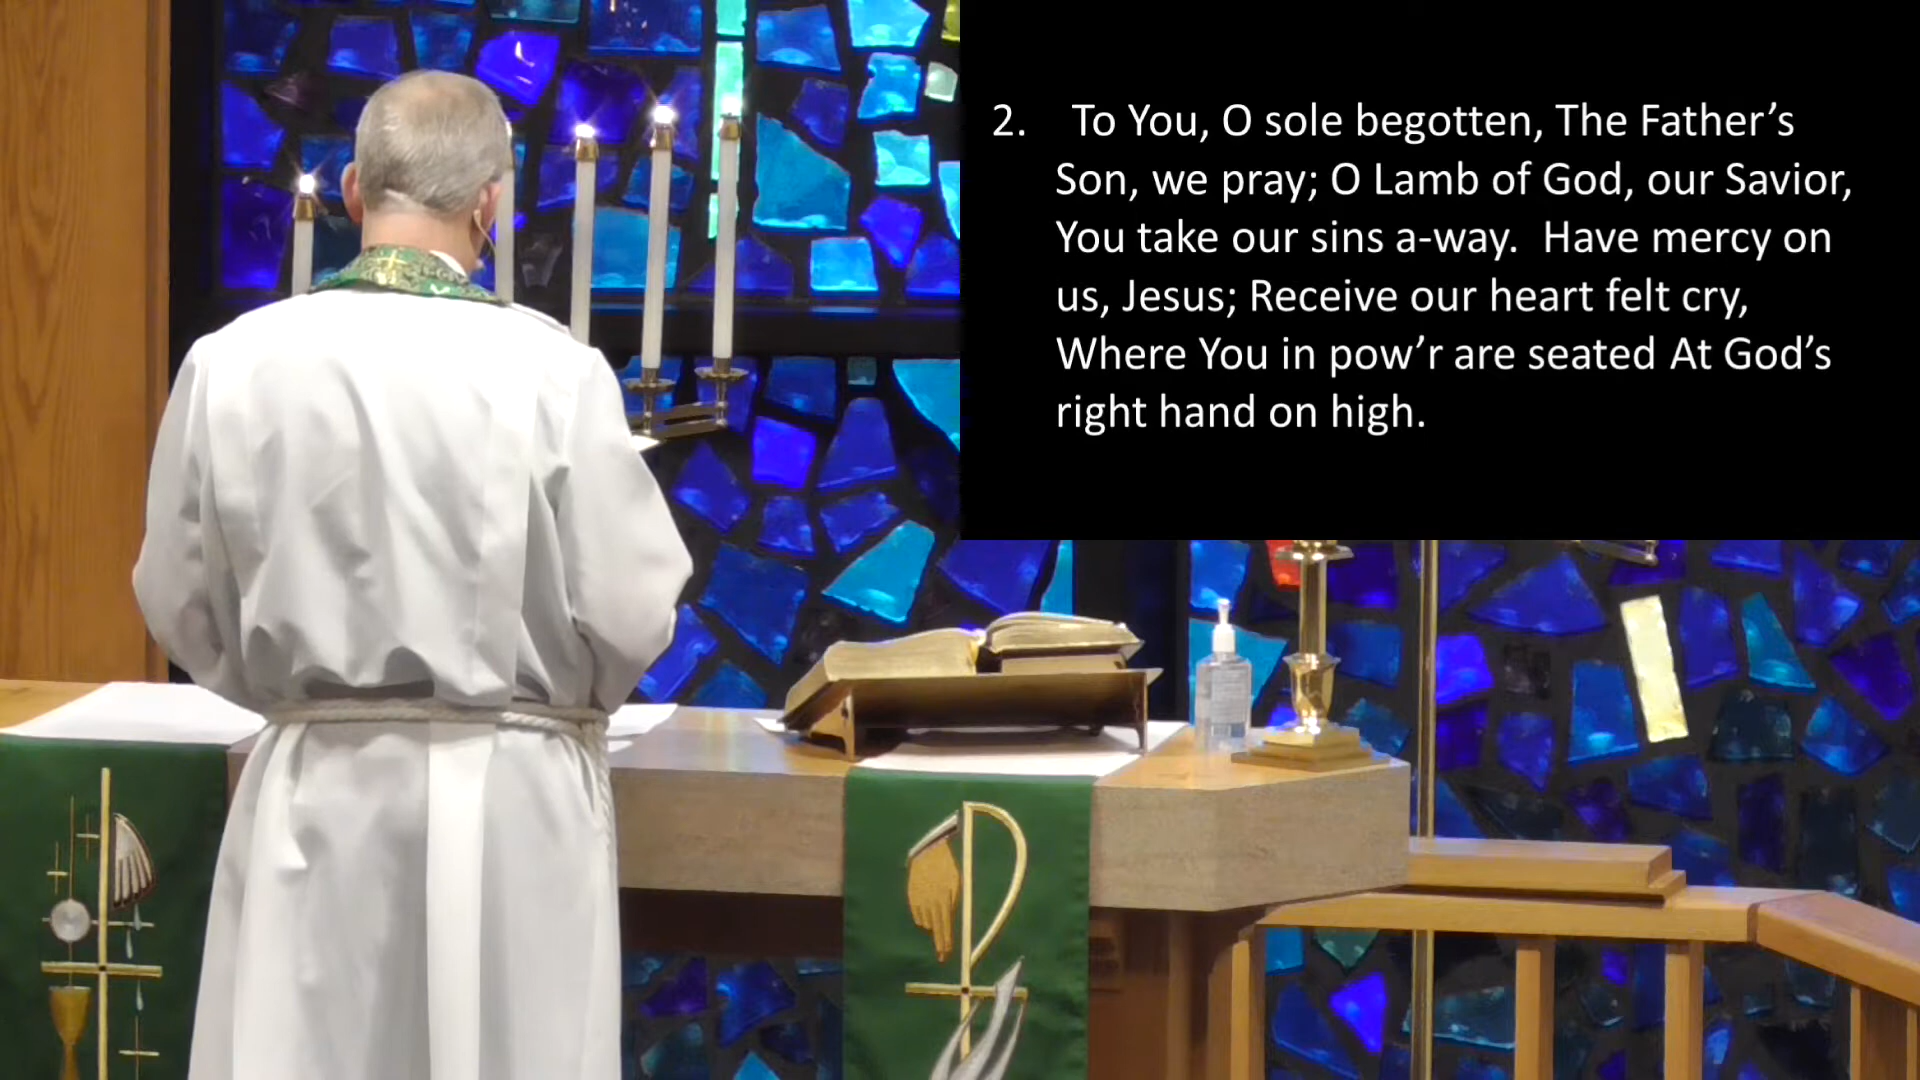 2. To You, O sole begotten, The Father’s
Son, we pray; O Lamb of God, our Savior,
You take our sins a-way. Have mercy on
us, Jesus; Receive our heart felt cry,
Where You in pow’r are seated At God’s
right hand on high.